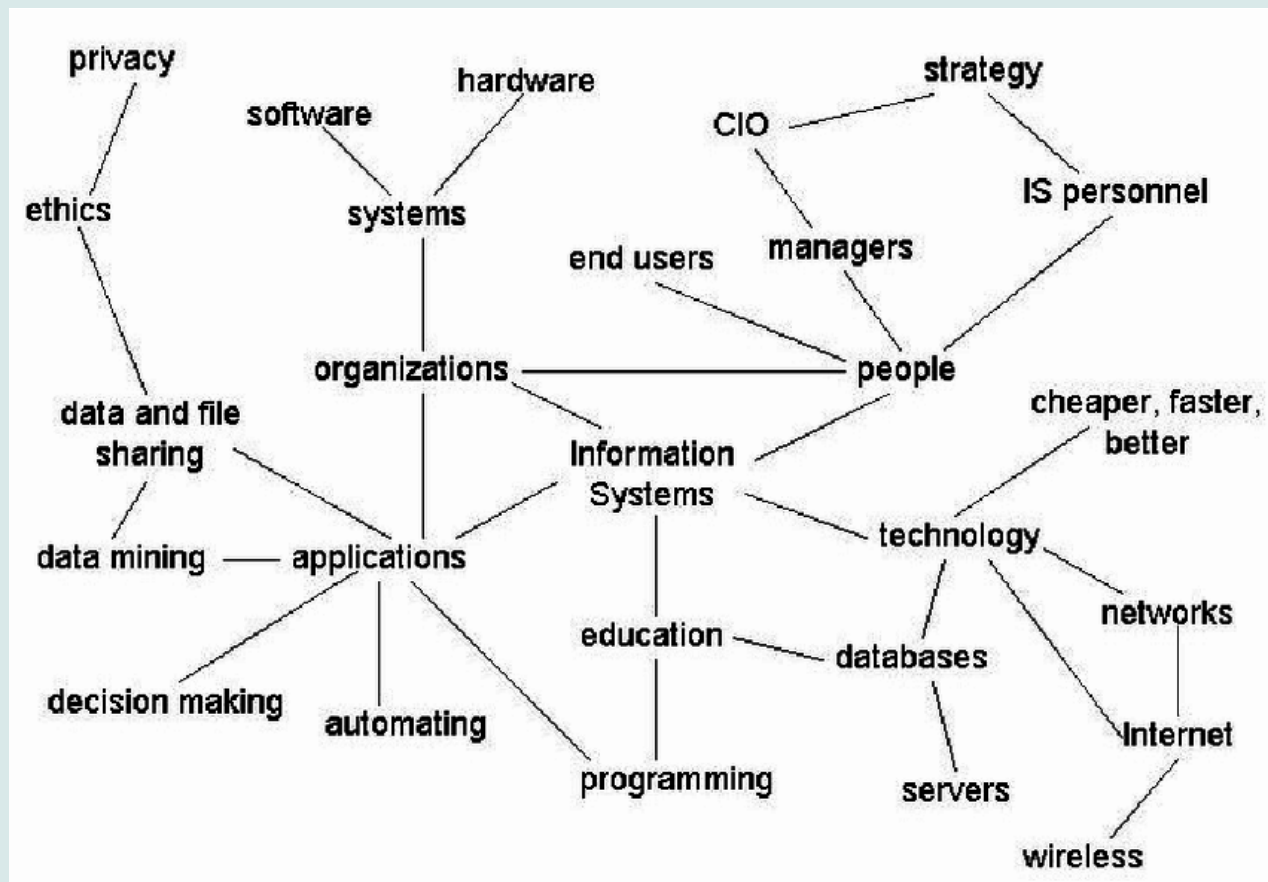 privacy
hardware
strategy
software
CIO
IS personnel
ethics
systems
managers
end users
organizations
people
cheaper, faster,
better
data and file
sharing
Information
Systems
technology
data mining
applications
networks
education
databases
decision making
automating
Internet
programming
servers
wireless